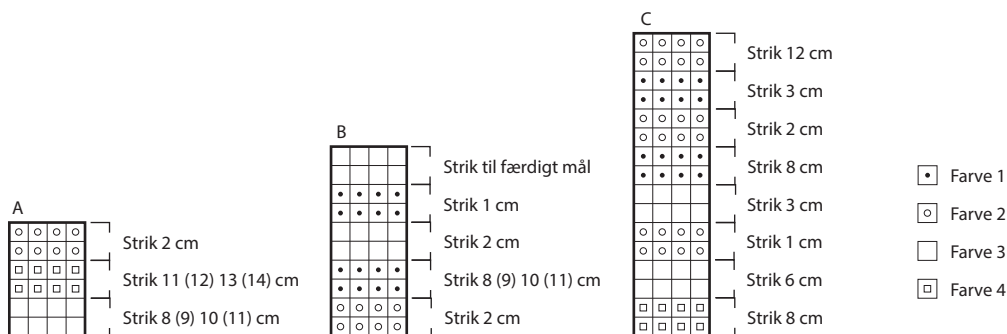 A
Strik 2 cm
Strik 11 (12) 13 (14) cm
Strik 8 (9) 10 (11) cm
B
Strik til færdigt mål
Strik 1 cm
Strik 2 cm
Strik 8 (9) 10 (11) cm
Strik 2 cm
C
Strik 12 cm
Strik 3 cm
Strik 2 cm
Strik 8 cm
Strik 3 cm
Strik 1 cm
Strik 6 cm
Strik 8 cm
Farve 1
Farve 2
Farve 3
Farve 4